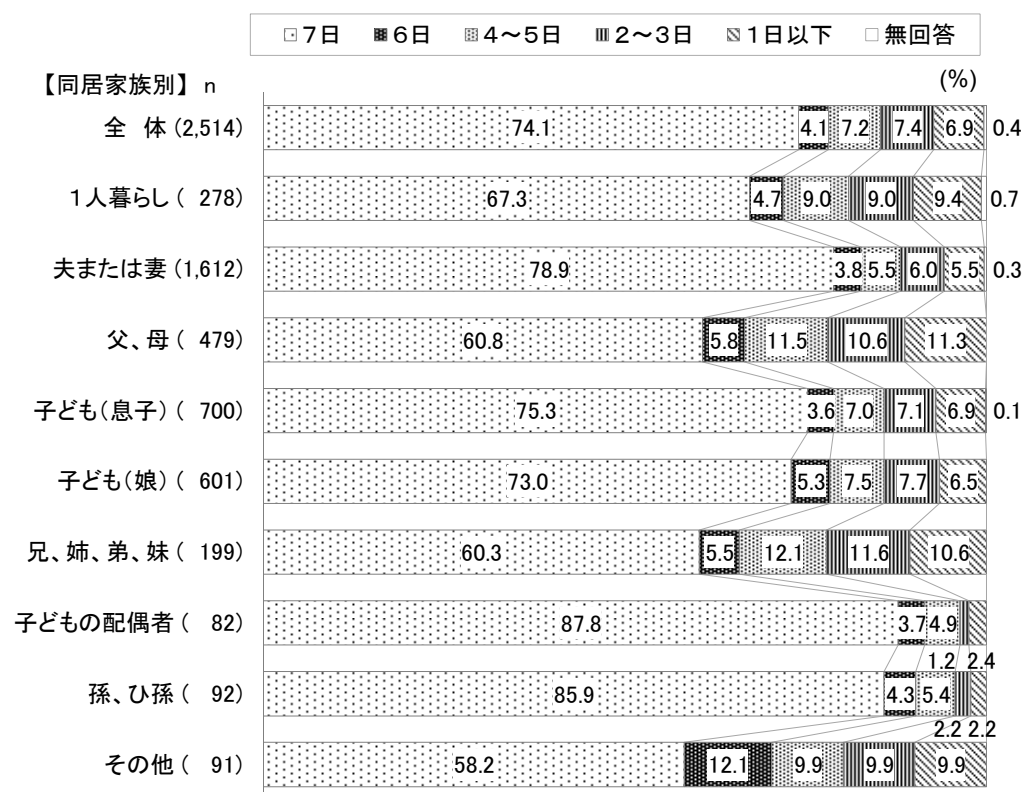 ７日 ６日 ４～５日 ２～３日 １日以下 無回答
【同居家族別】 n (%)
全　体 (2,514) 74.1 4.1 7.2 7.4 6.9 0.4
１人暮らし ( 278) 67.3 4.7 9.0 9.0 9.4 0.7
夫または妻 (1,612) 78.9 3.8 5.5 6.0 5.5 0.3
父、母 ( 479) 60.8 5.8 11.5 10.6 11.3
子ども（息子） ( 700) 75.3 3.6 7.0 7.1 6.9 0.1
子ども（娘） ( 601) 73.0 5.3 7.5 7.7 6.5
兄、姉、弟、妹 ( 199) 60.3 5.5 12.1 11.6 10.6
子どもの配偶者 ( 82) 87.8 3.7 4.9
1.2 2.4
孫、ひ孫 ( 92) 85.9 4.3 5.4
2.2 2.2
その他 ( 91) 58.2 12.1 9.9 9.9 9.9